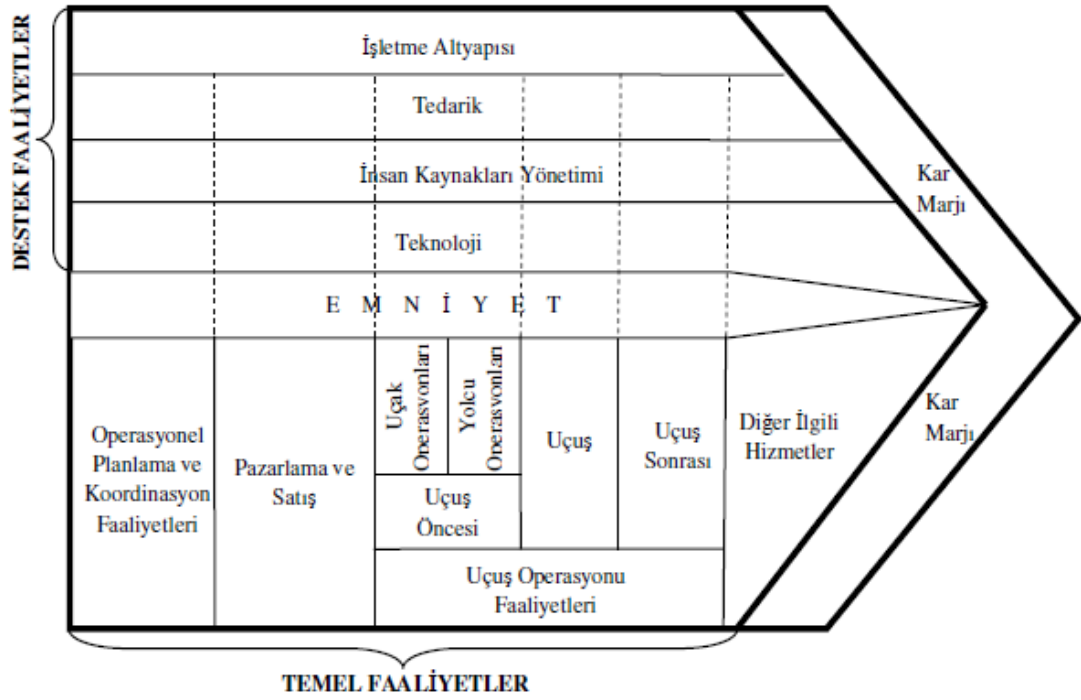 DESTEK FAALİYETLER
İşletme Altyapısı
Tedarik
İnsan Kaynakları Yönetimi
Teknoloji
Kar
Marjı
E M N İ Y E T
Operasyonel
Planlama ve
Koordinasyon
Faaliyetleri
Pazarlama ve
Satış
Uçak
Operasyonları
Yolcu
Operasyonları
Uçuş
Öncesi
Uçuş
Uçuş
Sonrası
Uçuş Operasyonu
Faaliyetleri
Diğer İlgili
Hizmetler
Kar
Marjı
TEMEL FAALİYETLER